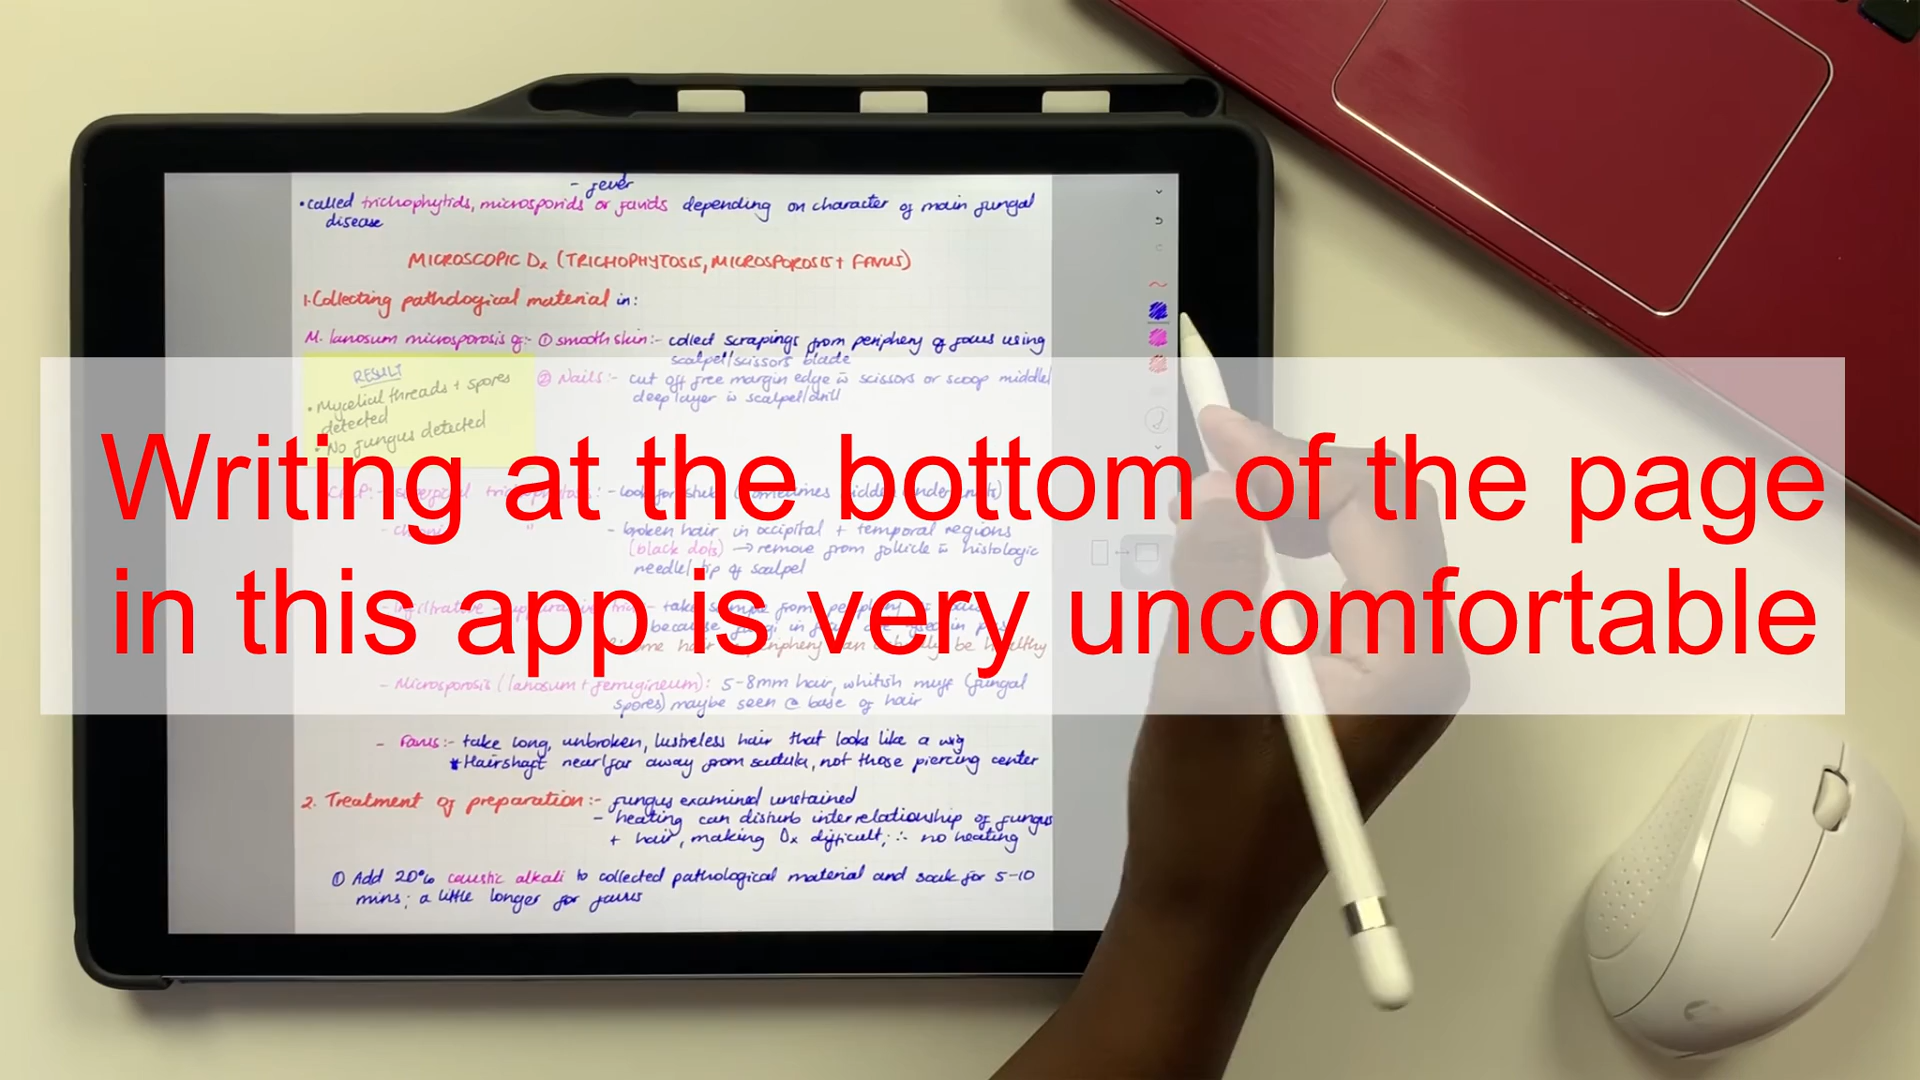 - fever
• called trichophytids, microsporids or favids depending on character of main fungal
disease
MICROSCOPIC Dx (TRICHOPHYTOSIS, MICROSPOROSIS + FAVUS)
1. Collecting pathological material in:
M. lanosum microsporosis of:- ① smooth skin:- collect scrapings from periphery of focus using
scalpel/scissors blade
② Nails:- cut off free margin edge w scissors or scoop middle/
deep layer w scalpel/drill
RESULT
• Mycelial threads + spores
detected
• No fungus detected
Writing at the bottom of the page
in this app is very uncomfortable
- broken hair in occipital + temporal regions
(black dots) → remove from follicle w histologic
needle/tip of scalpel
- Microsporosis (lanosum + ferrugineum): 5-8mm hair, whitish muff (fungal
spores) maybe seen @ base of hair
- Favus:- take long, unbroken, lustreless hair that looks like a wig
* Hairshaft near/far away from scutula, not those piercing center
2. Treatment of preparation:- fungus examined unstained
- heating can disturb interrelationship of fungus
+ hair, making Dx difficult; ∴ no heating
① Add 20% caustic alkali to collected pathological material and soak for 5-10
mins; a little longer for favus